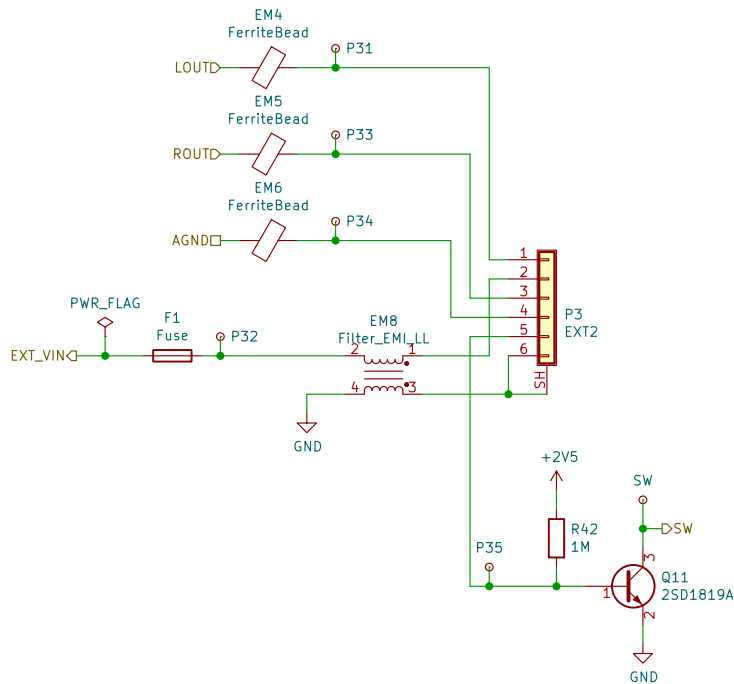 EM4
FerriteBead
LOUT
P31
EM5
FerriteBead
ROUT
P33
EM6
FerriteBead
AGND
P34
1
2
3
4
5
6
P3
EXT2
SH
PWR_FLAG
EXT_VIN
F1
Fuse
P32
EM8
Filter_EMI_LL
2
1
4
3
GND
+2V5
R42
1M
P35
SW
SW
3
1
2
Q11
2SD1819A
GND